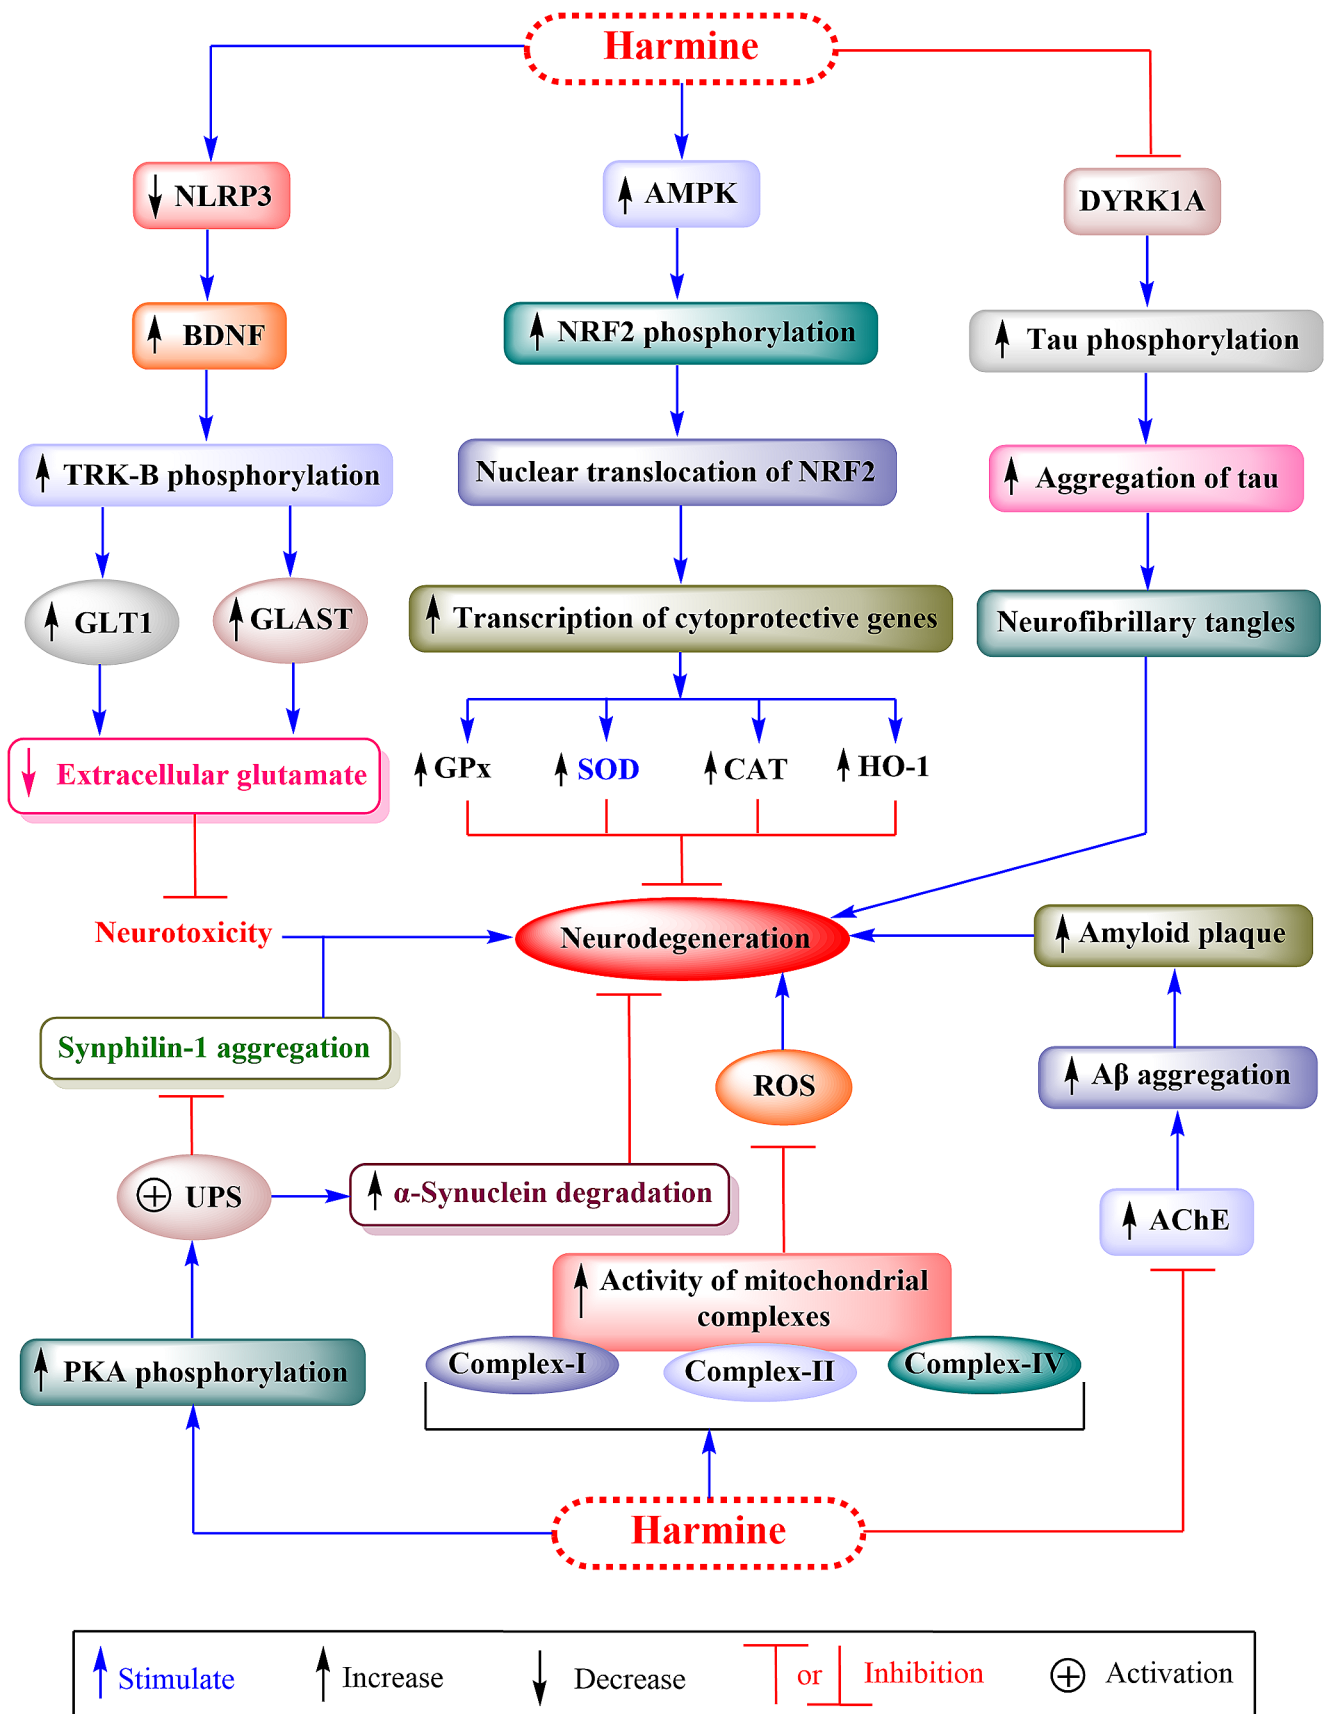 Harmine
NLRP3
AMPK
DYRK1A
BDNF
NRF2 phosphorylation
Tau phosphorylation
TRK-B phosphorylation
Nuclear translocation of NRF2
Aggregation of tau
GLT1
GLAST
Transcription of cytoprotective genes
Neurofibrillary tangles
Extracellular glutamate
GPx
SOD
CAT
HO-1
Neurotoxicity
Neurodegeneration
Amyloid plaque
Synphilin-1 aggregation
ROS
Aβ aggregation
UPS
α-Synuclein degradation
AChE
Activity of mitochondrial
complexes
PKA phosphorylation
Complex-I
Complex-II
Complex-IV
Harmine
Stimulate
Increase
Decrease
or
Inhibition
Activation